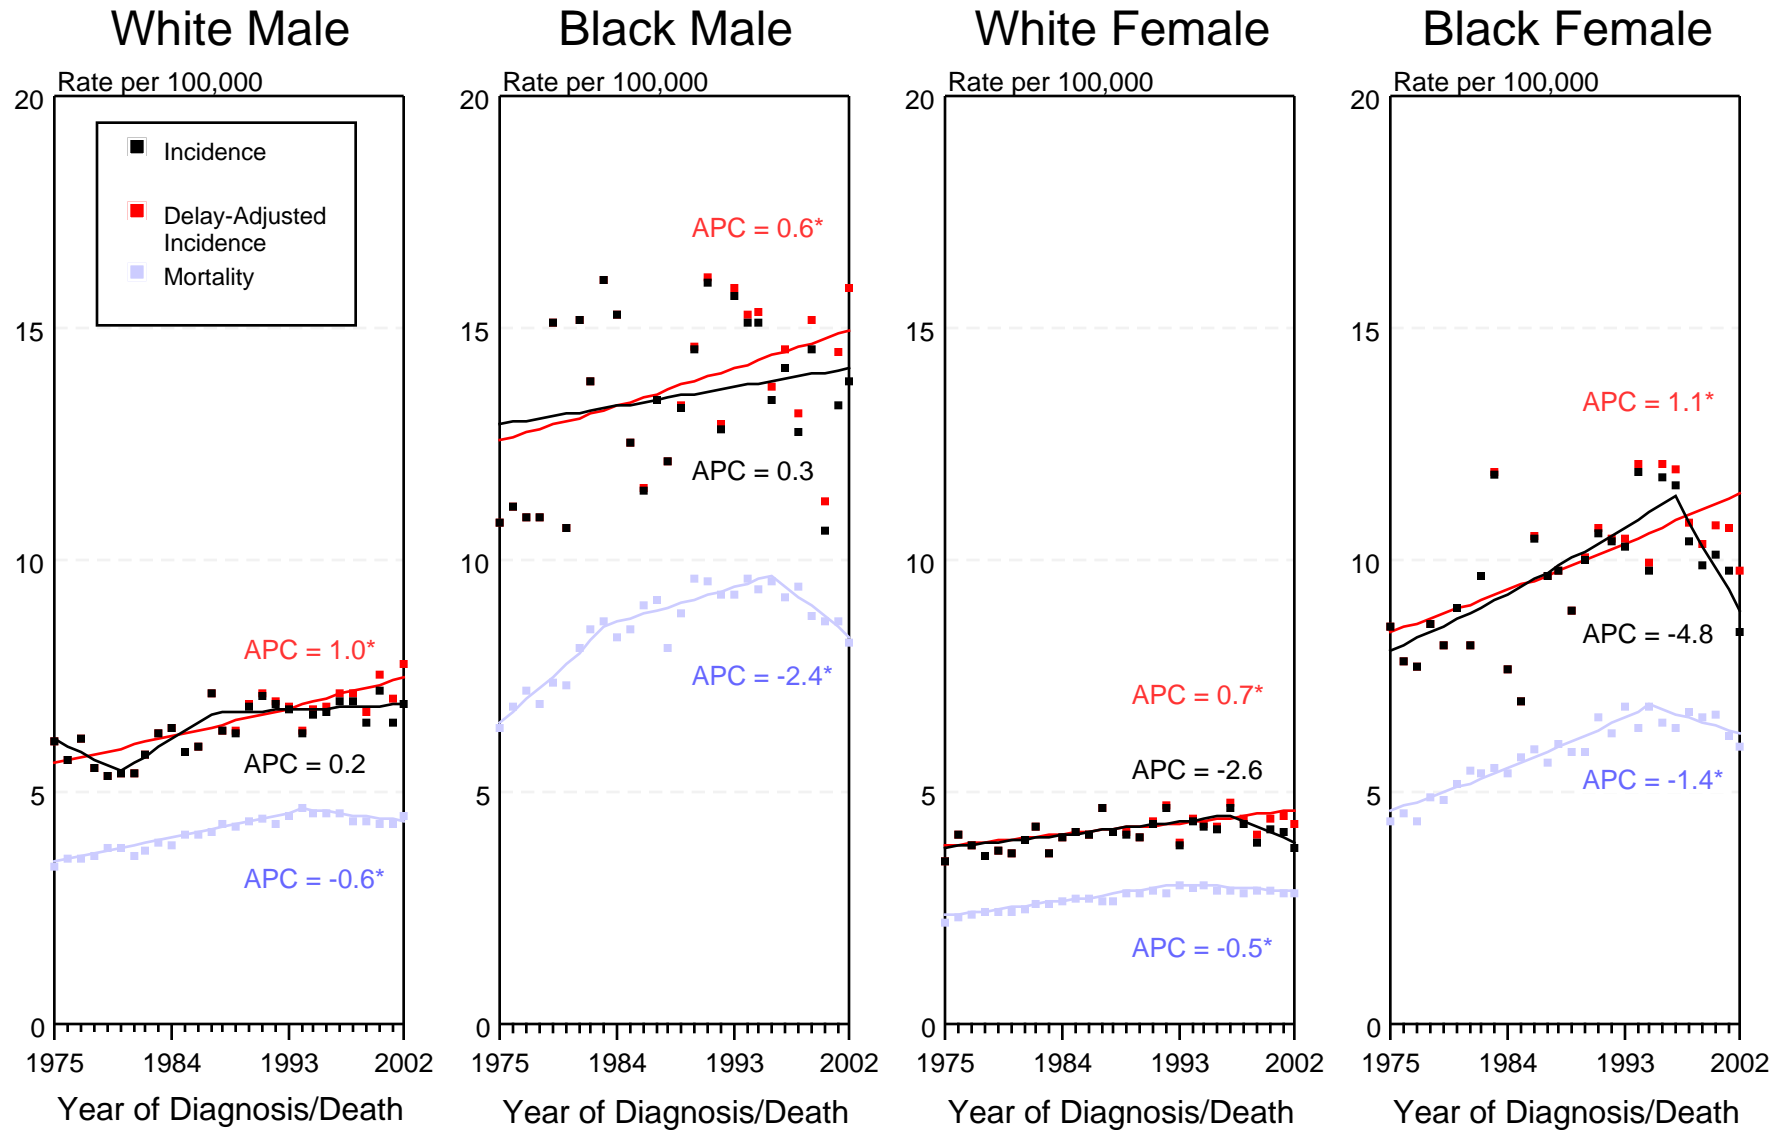 White Male
Black Male
White Female
Black Female
Rate per 100,000
Rate per 100,000
Rate per 100,000
Rate per 100,000
20
15
10
5
0
Incidence
Delay-Adjusted
Incidence
Mortality
APC = 1.0*
APC = 0.2
APC = -0.6*
1975
1984
1993
2002
Year of Diagnosis/Death
20
15
10
5
0
APC = 0.6*
APC = 0.3
APC = -2.4*
1975
1984
1993
2002
Year of Diagnosis/Death
20
15
10
5
0
APC = 0.7*
APC = -2.6
APC = -0.5*
1975
1984
1993
2002
Year of Diagnosis/Death
20
15
10
5
0
APC = 1.1*
APC = -4.8
APC = -1.4*
1975
1984
1993
2002
Year of Diagnosis/Death